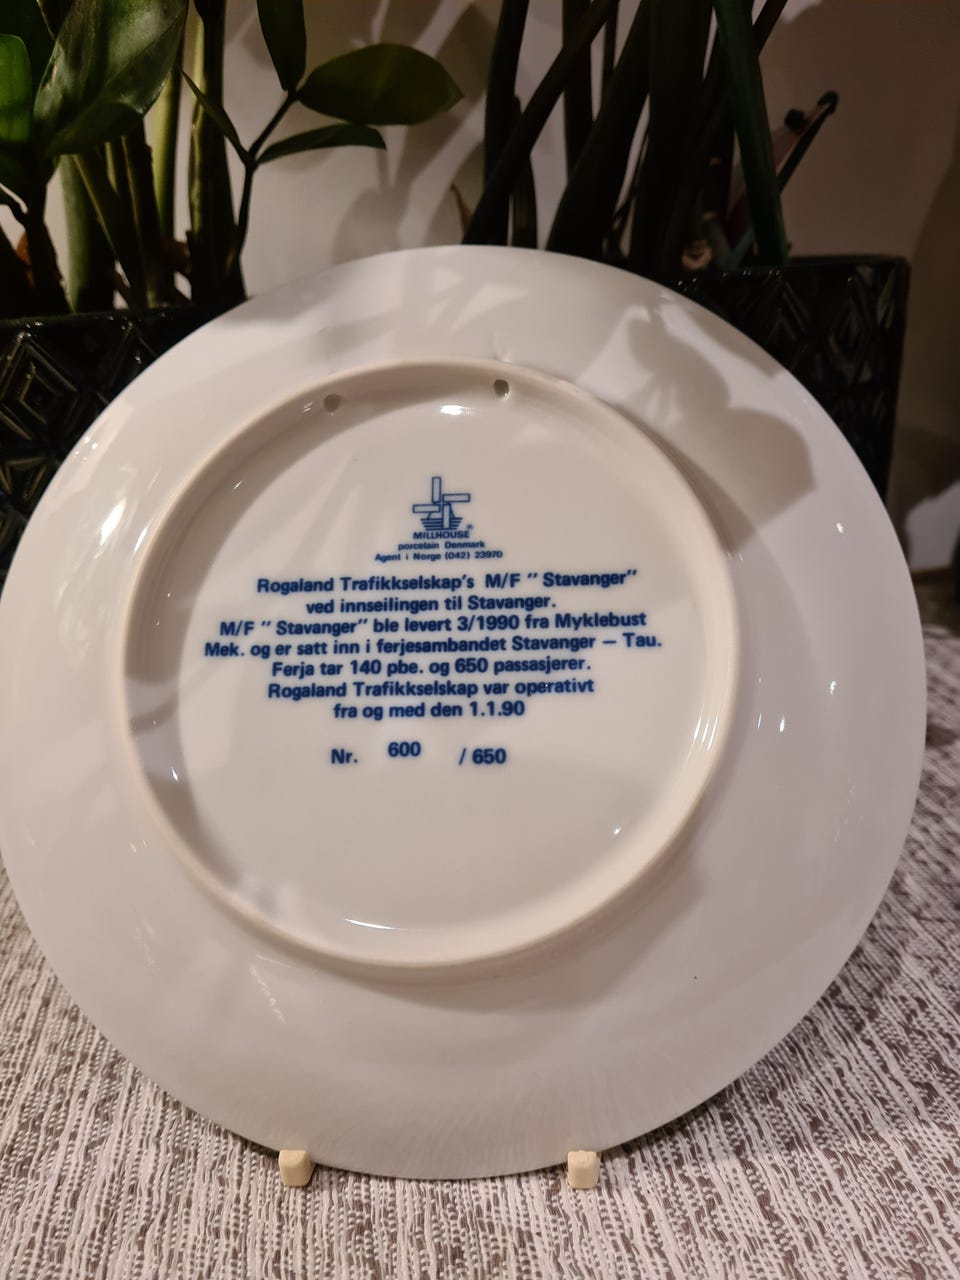 MILLHOUSE®
porcelain Denmark
Agent i Norge (042) 23970
Rogaland Trafikkselskap's M/F " Stavanger"
ved innseilingen til Stavanger.
M/F " Stavanger" ble levert 3/1990 fra Myklebust
Mek. og er satt inn i ferjesambandet Stavanger — Tau.
Ferja tar 140 pbe. og 650 passasjerer.
Rogaland Trafikkselskap var operativt
fra og med den 1.1.90
Nr. 600 / 650